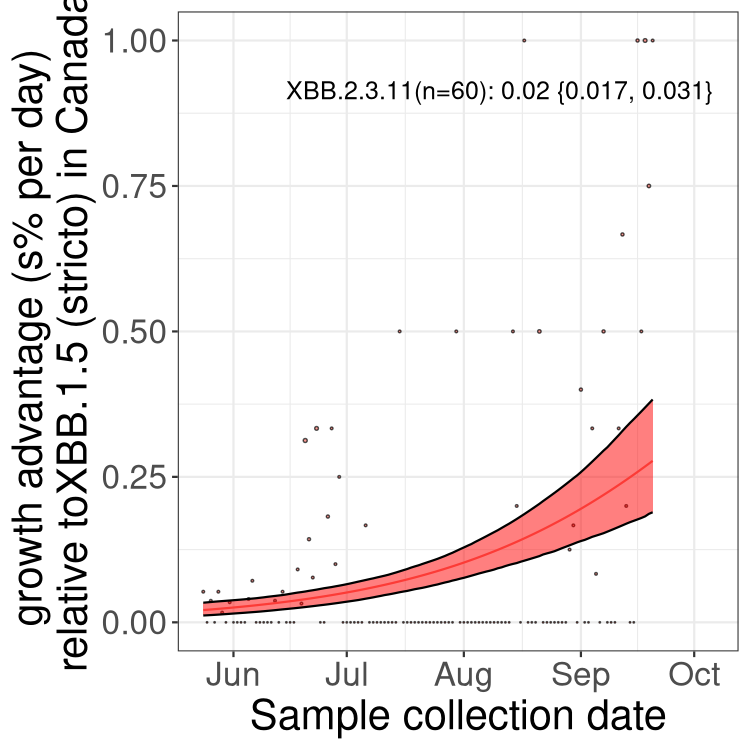 growth advantage (s% per day)
relative toXBB.1.5 (stricto) in Canada
1.00
0.75
0.50
0.25
0.00
XBB.2.3.11(n=60): 0.02 {0.017, 0.031}
Jun Jul Aug Sep Oct
Sample collection date